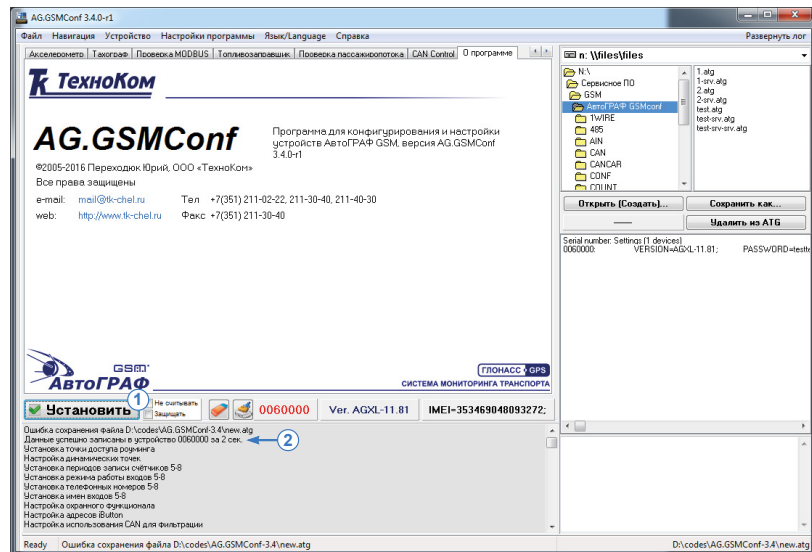 AG.GSMConf 3.4.0-r1
Файл Навигация Устройство Настройки программы Язык/Language Справка Развернуть лог
Акселерометр Тахограф Проверка MODBUS Топливозаправщик Проверка пассажиропотока CAN Control О программе
ТехноКом
AG.GSMConf
Программа для конфигурирования и настройки
устройств АвтоГРАФ GSM, версия AG.GSMConf
3.4.0-r1
©2005-2016 Переходюк Юрий, ООО «ТехноКом»
Все права защищены
e-mail: mail@tk-chel.ru Тел +7(351) 211-02-22, 211-30-40, 211-40-30
web: http://www.tk-chel.ru Факс +7(351) 211-30-40
GSM
АвтоГРАФ
ГЛОНАСС GPS
СИСТЕМА МОНИТОРИНГА ТРАНСПОРТА
1
Установить
Не считывать
Защищать
0060000
Ver. AGXL-11.81
IMEI=353469048093272;
Ошибка сохранения файла D:\codes\AG.GSMConf-3.4\new.atg
Данные успешно записаны в устройство 0060000 за 2 сек.
2
Установка точки доступа роуминга
Настройка динамических точек
Установка периодов записи счётчиков 5-8
Установка режима работы входов 5-8
Установка телефонных номеров 5-8
Установка имен входов 5-8
Настройка охранного функционала
Настройка адресов iButton
Настройка использования CAN для фильтрации
n: \\files\files
N:\
Сервисное ПО
GSM
АвтоГРАФ GSMconf
1WIRE
485
AIN
CAN
CANCAR
CONF
COUNT
1.atg
1-srv.atg
2.atg
2-srv.atg
test.atg
test-srv.atg
test-srv-srv.atg
Открыть (Создать)...
Сохранить как...
Удалить из ATG
Serial number: Settings (1 devices)
0060000: VERSION=AGXL-11.81; PASSWORD=testte
Ready Ошибка сохранения файла D:\codes\AG.GSMConf-3.4\new.atg D:\codes\AG.GSMConf-3.4\new.atg